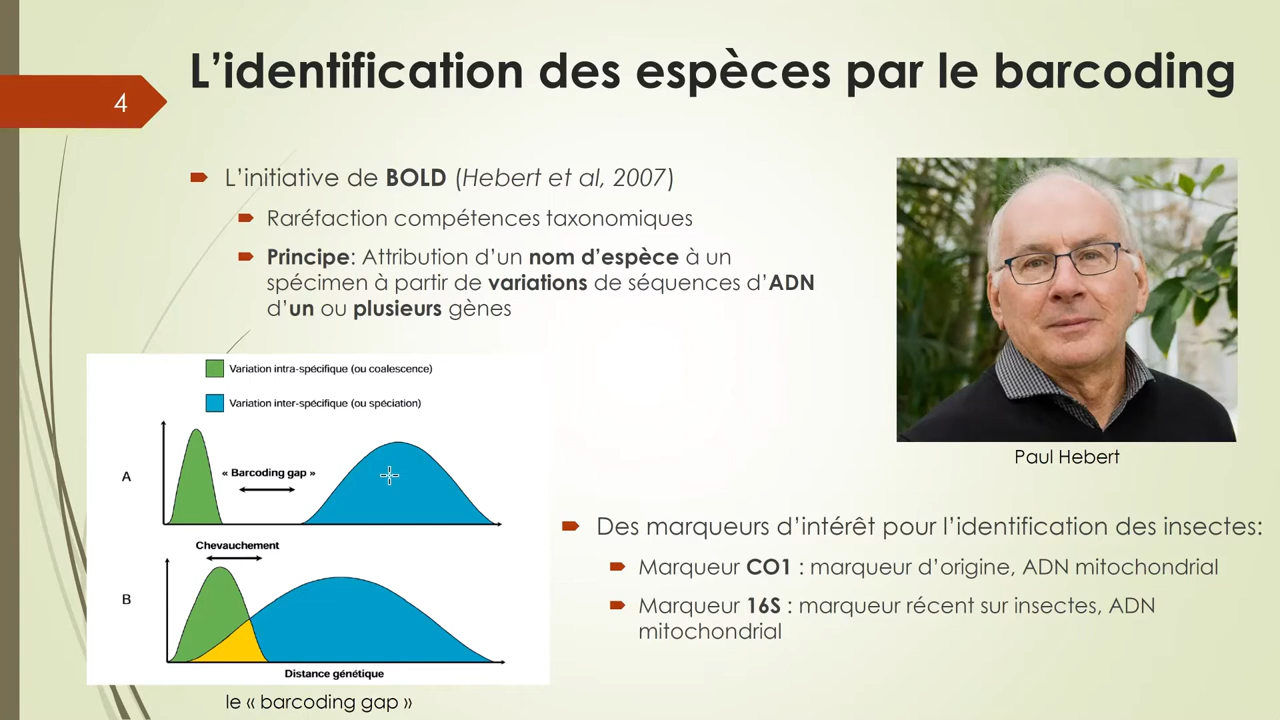 L'identification des espèces par le barcoding
4
L'initiative de BOLD (Hebert et al, 2007)
Raréfaction compétences taxonomiques
Principe: Attribution d'un nom d'espèce à un
spécimen à partir de variations de séquences d'ADN
d'un ou plusieurs gènes
Paul Hebert
Variation intra-spécifique (ou coalescence)
Variation inter-spécifique (ou spéciation)
A
« Barcoding gap »
Chevauchement
B
Distance génétique
le « barcoding gap »
Des marqueurs d'intérêt pour l'identification des insectes:
Marqueur CO1 : marqueur d'origine, ADN mitochondrial
Marqueur 16S : marqueur récent sur insectes, ADN
mitochondrial